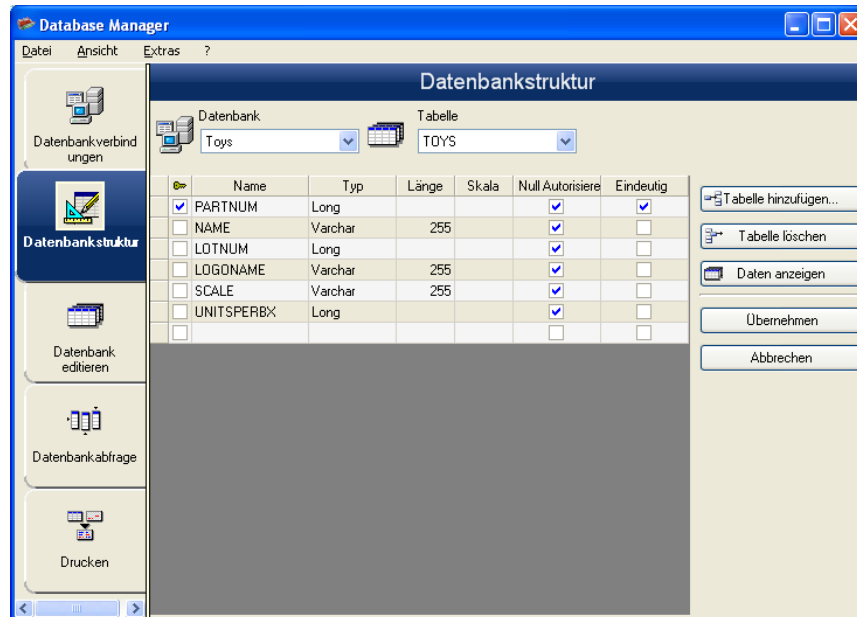 Database Manager
Datei Ansicht Extras ?
Datenbankverbind
ungen
Datenbankstruktur
Datenbank
editieren
Datenbankabfrage
Drucken
Datenbankstruktur
Datenbank Tabelle
Toys TOYS
Name Typ Länge Skala Null Autorisiere Eindeutig
PARTNUM Long
NAME Varchar 255
LOTNUM Long
LOGONAME Varchar 255
SCALE Varchar 255
UNITSPERBX Long
Tabelle hinzufügen...
Tabelle löschen
Daten anzeigen
Übernehmen
Abbrechen